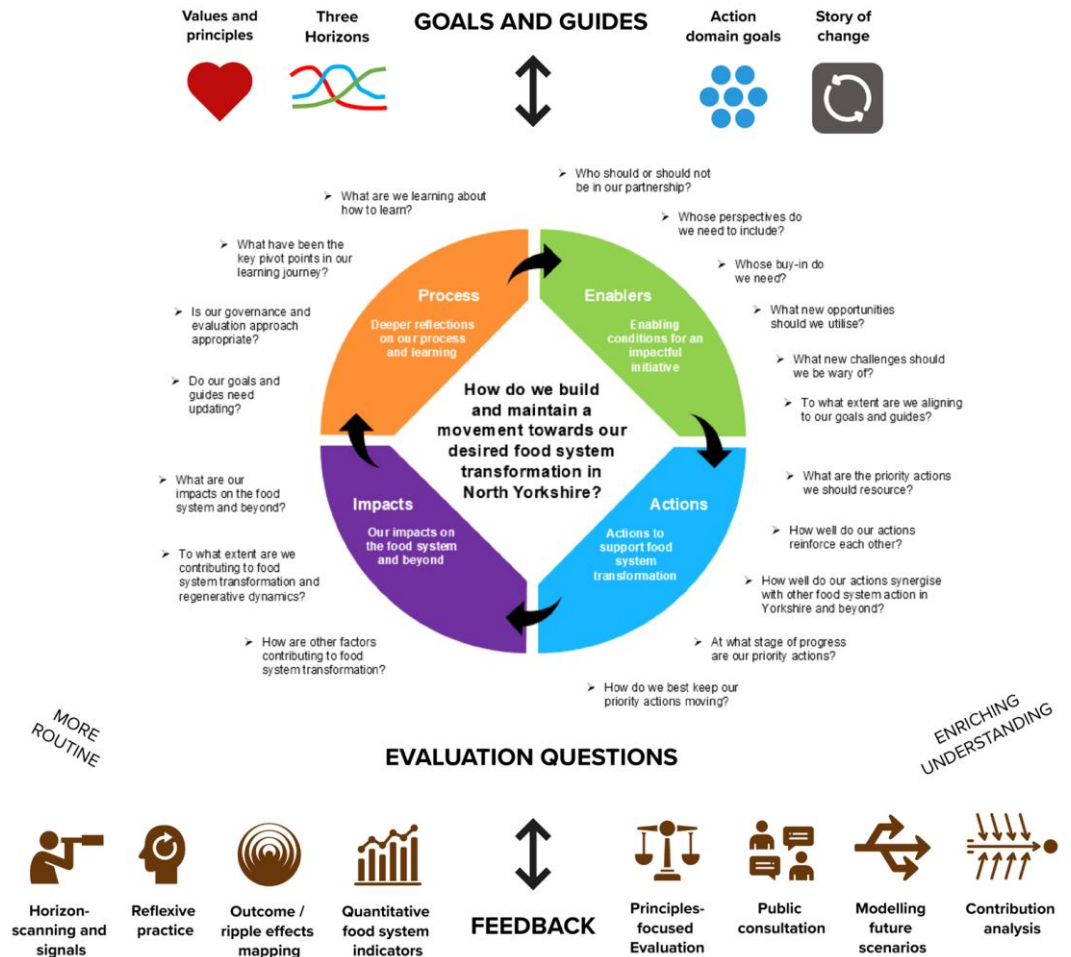 Values and
principles
Three
Horizons
GOALS AND GUIDES
Action
domain goals
Story of
change
➢ What are we learning about
how to learn?
➢ What have been the
key pivot points in our
learning journey?
➢ Is our governance and
evaluation approach
appropriate?
➢ Do our goals and
guides need
updating?
➢ Who should or should not
be in our partnership?
➢ Whose perspectives do
we need to include?
➢ Whose buy-in do
we need?
➢ What new opportunities
should we utilise?
➢ What new challenges should
we be wary of?
➢ To what extent are we aligning
to our goals and guides?
Process
Deeper reflections
on our process
and learning
Enablers
Enabling
conditions for an
impactful
initiative
How do we build
and maintain a
movement towards our
desired food system
transformation in
North Yorkshire?
Impacts
Our impacts on
the food system
and beyond
Actions
Actions to
support food
system
transformation
➢ What are our
impacts on the food
system and beyond?
➢ To what extent are we
contributing to food
system transformation and
regenerative dynamics?
➢ How are other factors
contributing to food
system transformation?
➢ What are the priority actions
we should resource?
➢ How well do our actions
reinforce each other?
➢ How well do our actions synergise
with other food system action in
Yorkshire and beyond?
➢ At what stage of progress
are our priority actions?
➢ How do we best keep our
priority actions moving?
MORE
ROUTINE
EVALUATION QUESTIONS
ENRICHING
UNDERSTANDING
Horizon-
scanning and
signals
Reflexive
practice
Outcome /
ripple effects
mapping
Quantitative
food system
indicators
FEEDBACK
Principles-
focused
Evaluation
Public
consultation
Modelling
future
scenarios
Contribution
analysis